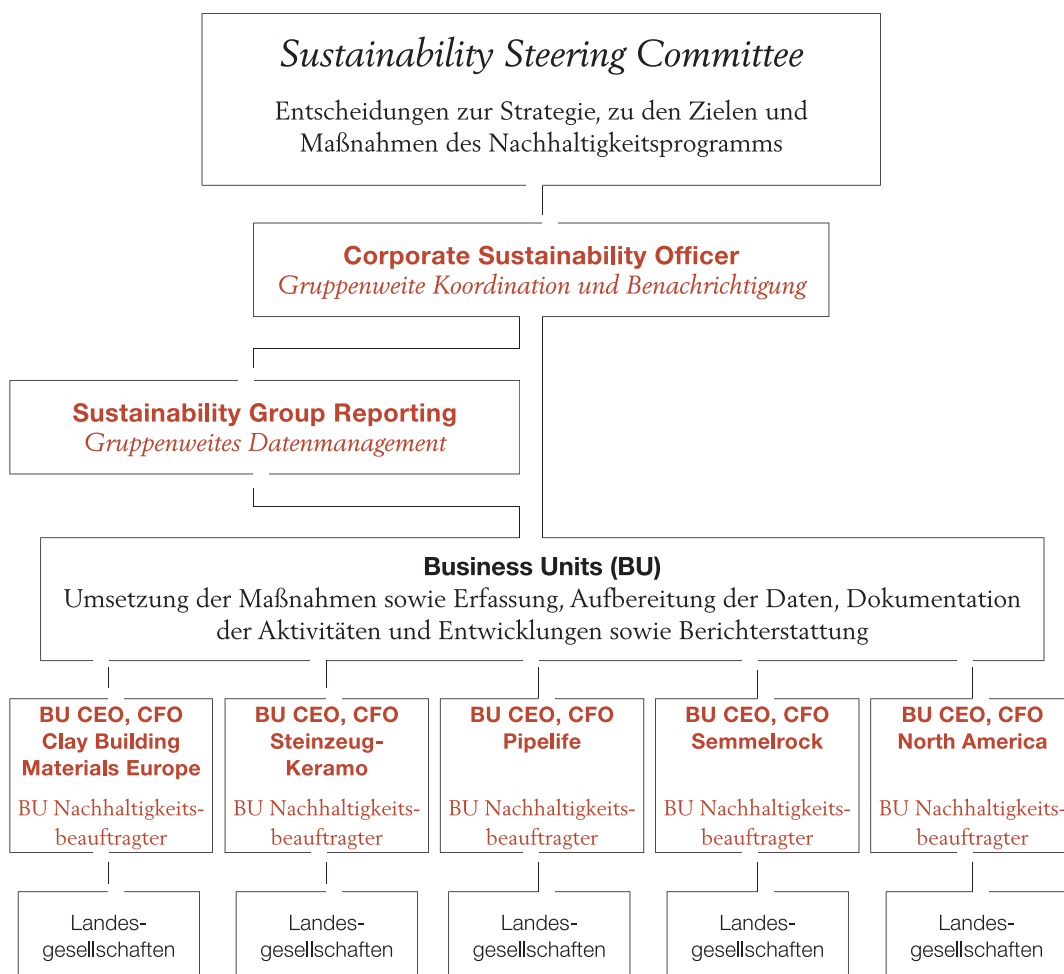 Sustainability Steering Committee
Entscheidungen zur Strategie, zu den Zielen und
Maßnahmen des Nachhaltigkeitsprogramms
Corporate Sustainability Officer
Gruppenweite Koordination und Benachrichtigung
Sustainability Group Reporting
Gruppenweites Datenmanagement
Business Units (BU)
Umsetzung der Maßnahmen sowie Erfassung, Aufbereitung der Daten, Dokumentation
der Aktivitäten und Entwicklungen sowie Berichterstattung
BU CEO, CFO
Clay Building
Materials Europe
BU Nachhaltigkeits-
beauftragter
BU CEO, CFO
Steinzeug-
Keramo
BU Nachhaltigkeits-
beauftragter
BU CEO, CFO
Pipelife
BU Nachhaltigkeits-
beauftragter
BU CEO, CFO
Semmelrock
BU Nachhaltigkeits-
beauftragter
BU CEO, CFO
North America
BU Nachhaltigkeits-
beauftragter
Landes-
gesellschaften
Landes-
gesellschaften
Landes-
gesellschaften
Landes-
gesellschaften
Landes-
gesellschaften